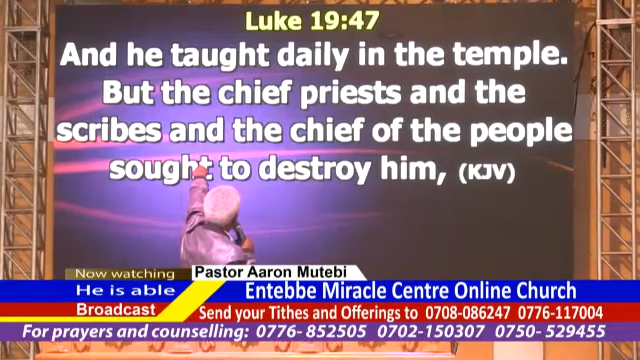 Luke 19:47
And he taught daily in the temple.
But the chief priests and the
scribes and the chief of the people
sought to destroy him, (KJV)
Now watching
Pastor Aaron Mutebi
He is able
Entebbe Miracle Centre Online Church
Broadcast
Send your Tithes and Offerings to 0708-086247 0776-117004
For prayers and counselling: 0776- 852505 0702-150307 0750- 529455